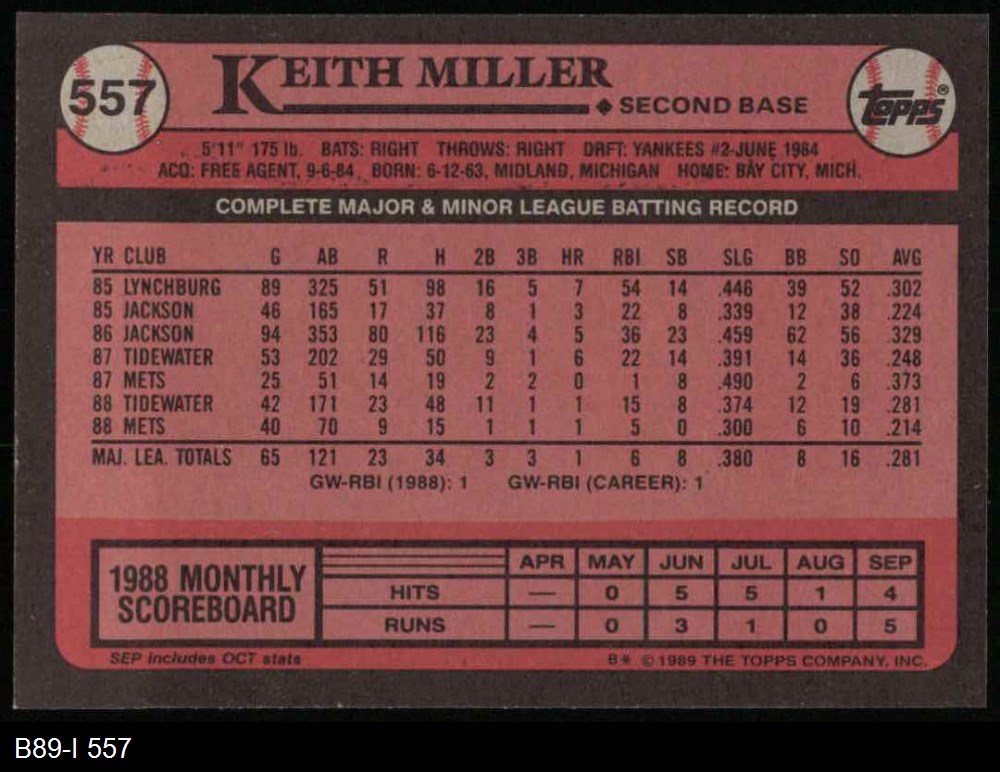 557
KEITH MILLER
◆ SECOND BASE
TOPPS®
5'11" 175 lb. BATS: RIGHT THROWS: RIGHT DRFT: YANKEES #2-JUNE 1984
ACQ: FREE AGENT, 9-6-84 BORN: 6-12-63, MIDLAND, MICHIGAN HOME: BAY CITY, MICH.
COMPLETE MAJOR & MINOR LEAGUE BATTING RECORD
YR CLUB G AB R H 2B 3B HR RBI SB SLG BB SO AVG
85 LYNCHBURG 89 325 51 98 16 5 7 54 14 .446 39 52 .302
85 JACKSON 46 165 17 37 8 1 3 22 8 .339 12 38 .224
86 JACKSON 94 353 80 116 23 4 5 36 23 .459 62 56 .329
87 TIDEWATER 53 202 29 50 9 1 6 22 14 .391 14 36 .248
87 METS 25 51 14 19 2 2 0 1 8 .490 2 6 .373
88 TIDEWATER 42 171 23 48 11 1 1 15 8 .374 12 19 .281
88 METS 40 70 9 15 1 1 1 5 0 .300 6 10 .214
MAJ. LEA. TOTALS 65 121 23 34 3 3 1 6 8 .380 8 16 .281
GW-RBI (1988): 1 GW-RBI (CAREER): 1
1988 MONTHLY
SCOREBOARD
APR MAY JUN JUL AUG SEP
HITS — 0 5 5 1 4
RUNS — 0 3 1 0 5
SEP includes OCT stats
B* © 1989 THE TOPPS COMPANY, INC.
B89-I 557